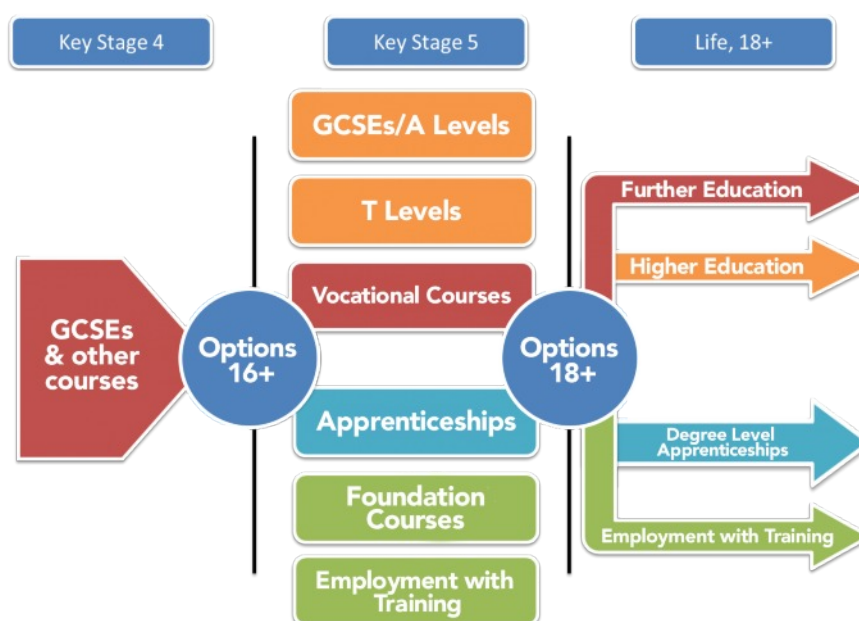 Key Stage 4
Key Stage 5
Life, 18+
GCSEs
& other
courses
Options
16+
GCSEs/A Levels
T Levels
Vocational Courses
Apprenticeships
Foundation
Courses
Employment with
Training
Options
18+
Further Education
Higher Education
Degree Level
Apprenticeships
Employment with Training